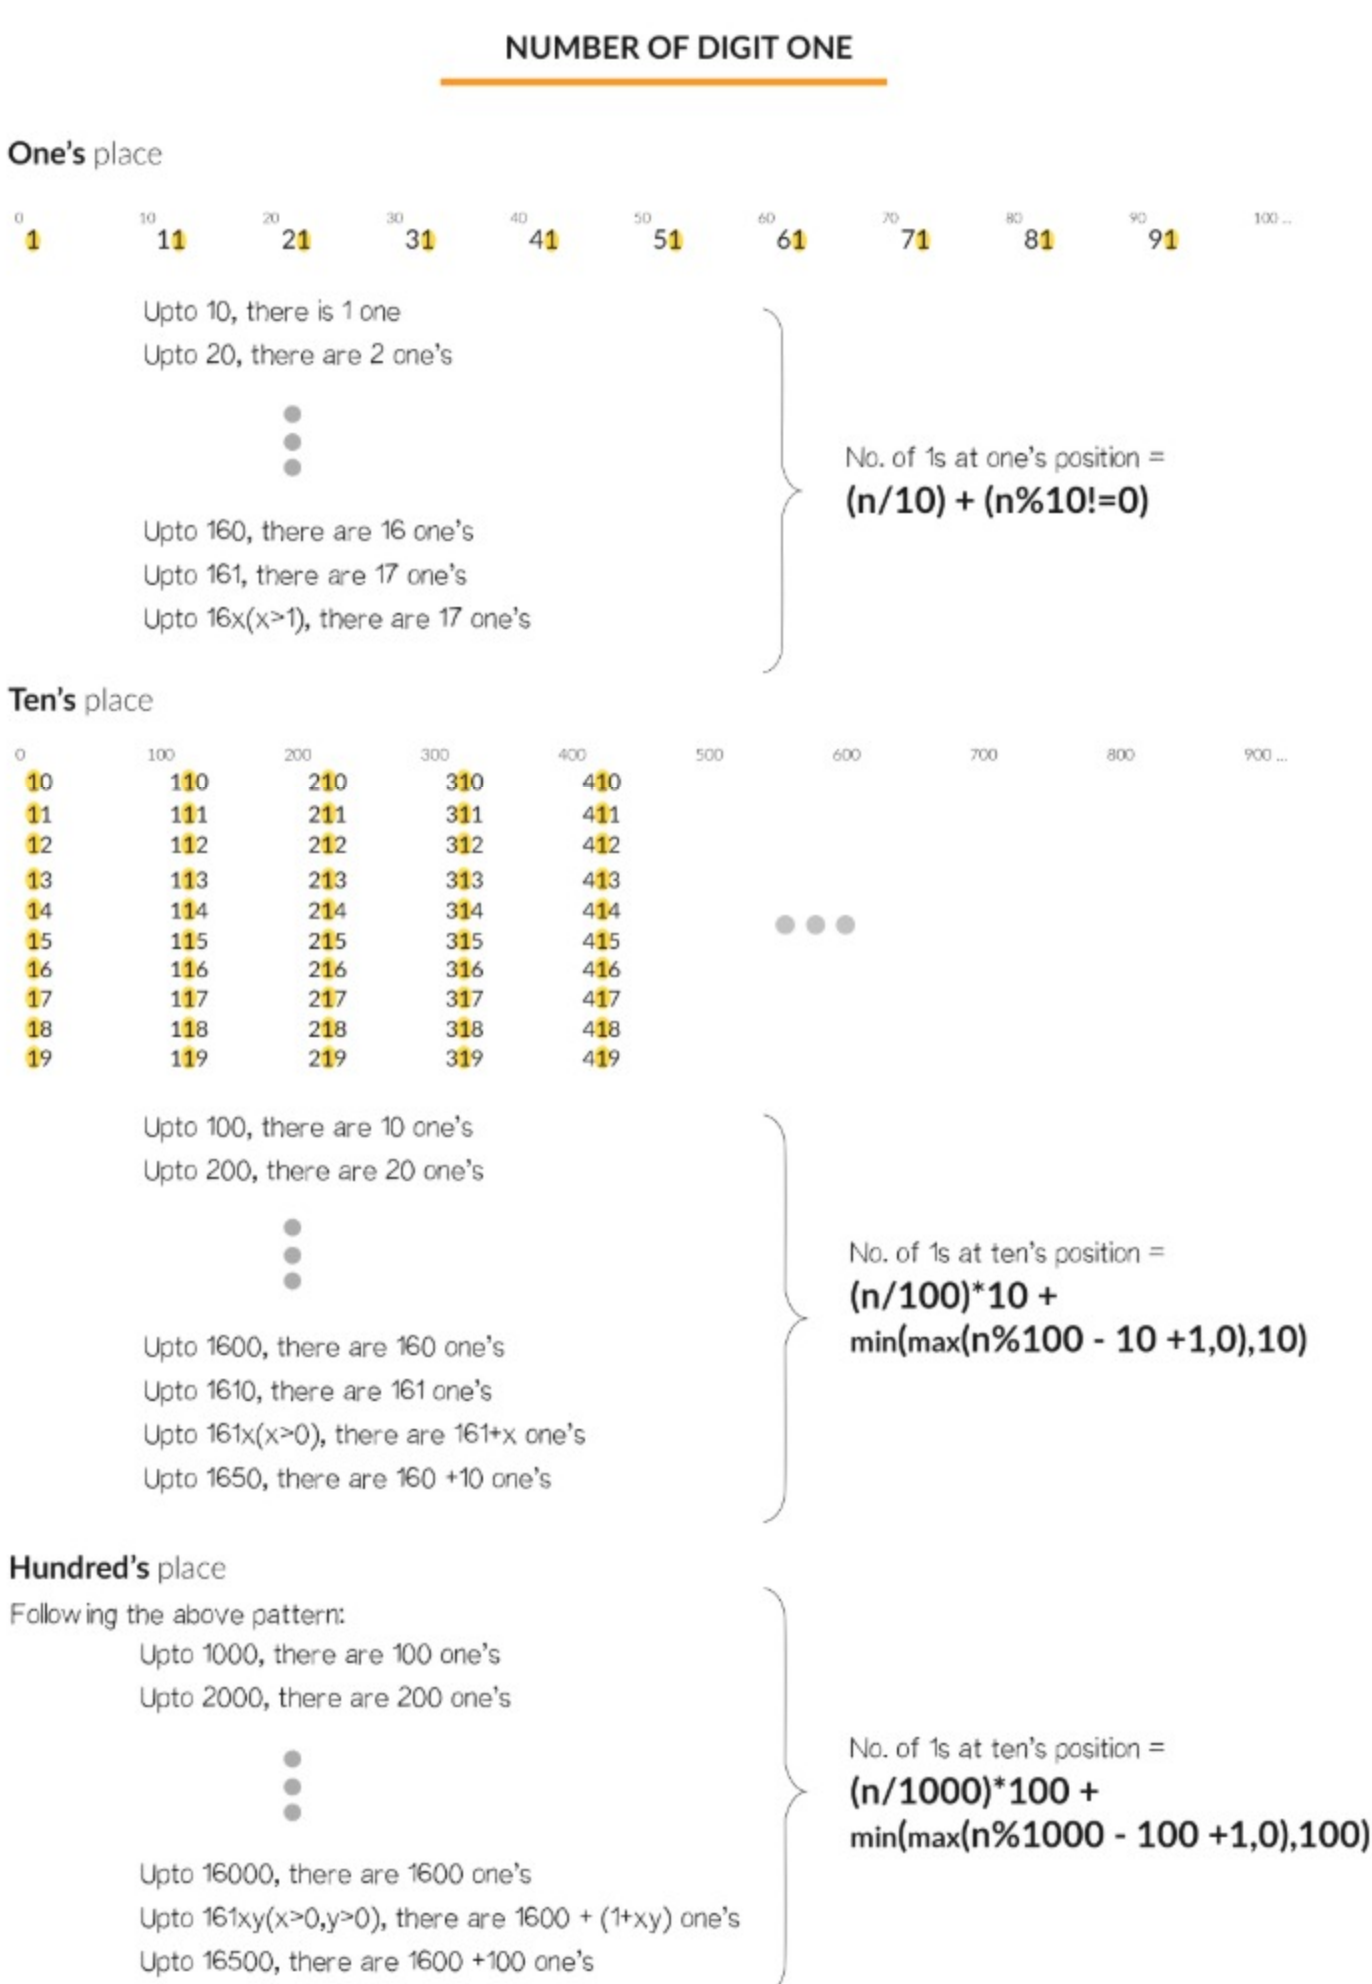 NUMBER OF DIGIT ONE
One's place
0 10 20 30 40 50 60 70 80 90 100 ...
1 11 21 31 41 51 61 71 81 91
Upto 10, there is 1 one
Upto 20, there are 2 one's
Upto 160, there are 16 one's
Upto 161, there are 17 one's
Upto 16x(x>1), there are 17 one's
No. of 1s at one's position =
(n/10) + (n%10!=0)
Ten's place
0 100 200 300 400 500 600 700 800 900 ...
10 110 210 310 410
11 111 211 311 411
12 112 212 312 412
13 113 213 313 413
14 114 214 314 414
15 115 215 315 415
16 116 216 316 416
17 117 217 317 417
18 118 218 318 418
19 119 219 319 419
Upto 100, there are 10 one's
Upto 200, there are 20 one's
Upto 1600, there are 160 one's
Upto 1610, there are 161 one's
Upto 161x(x>0), there are 161+x one's
Upto 1650, there are 160 +10 one's
No. of 1s at ten's position =
(n/100)*10 +
min(max(n%100 - 10 +1,0),10)
Hundred's place
Following the above pattern:
Upto 1000, there are 100 one's
Upto 2000, there are 200 one's
Upto 16000, there are 1600 one's
Upto 161xy(x>0,y>0), there are 1600 + (1+xy) one's
Upto 16500, there are 1600 +100 one's
No. of 1s at ten's position =
(n/1000)*100 +
min(max(n%1000 - 100 +1,0),100)